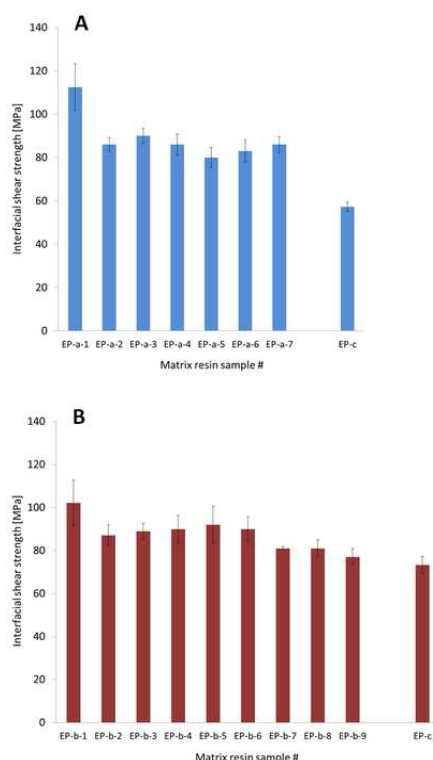 A
Interfacial shear strength [MPa]
140
120
100
80
60
40
20
0
EP-a-1 EP-a-2 EP-a-3 EP-a-4 EP-a-5 EP-a-6 EP-a-7 EP-c
Matrix resin sample #
B
Interfacial shear strength [MPa]
140
120
100
80
60
40
20
0
EP-b-1 EP-b-2 EP-b-3 EP-b-4 EP-b-5 EP-b-6 EP-b-7 EP-b-8 EP-b-9 EP-c
Matrix resin sample #